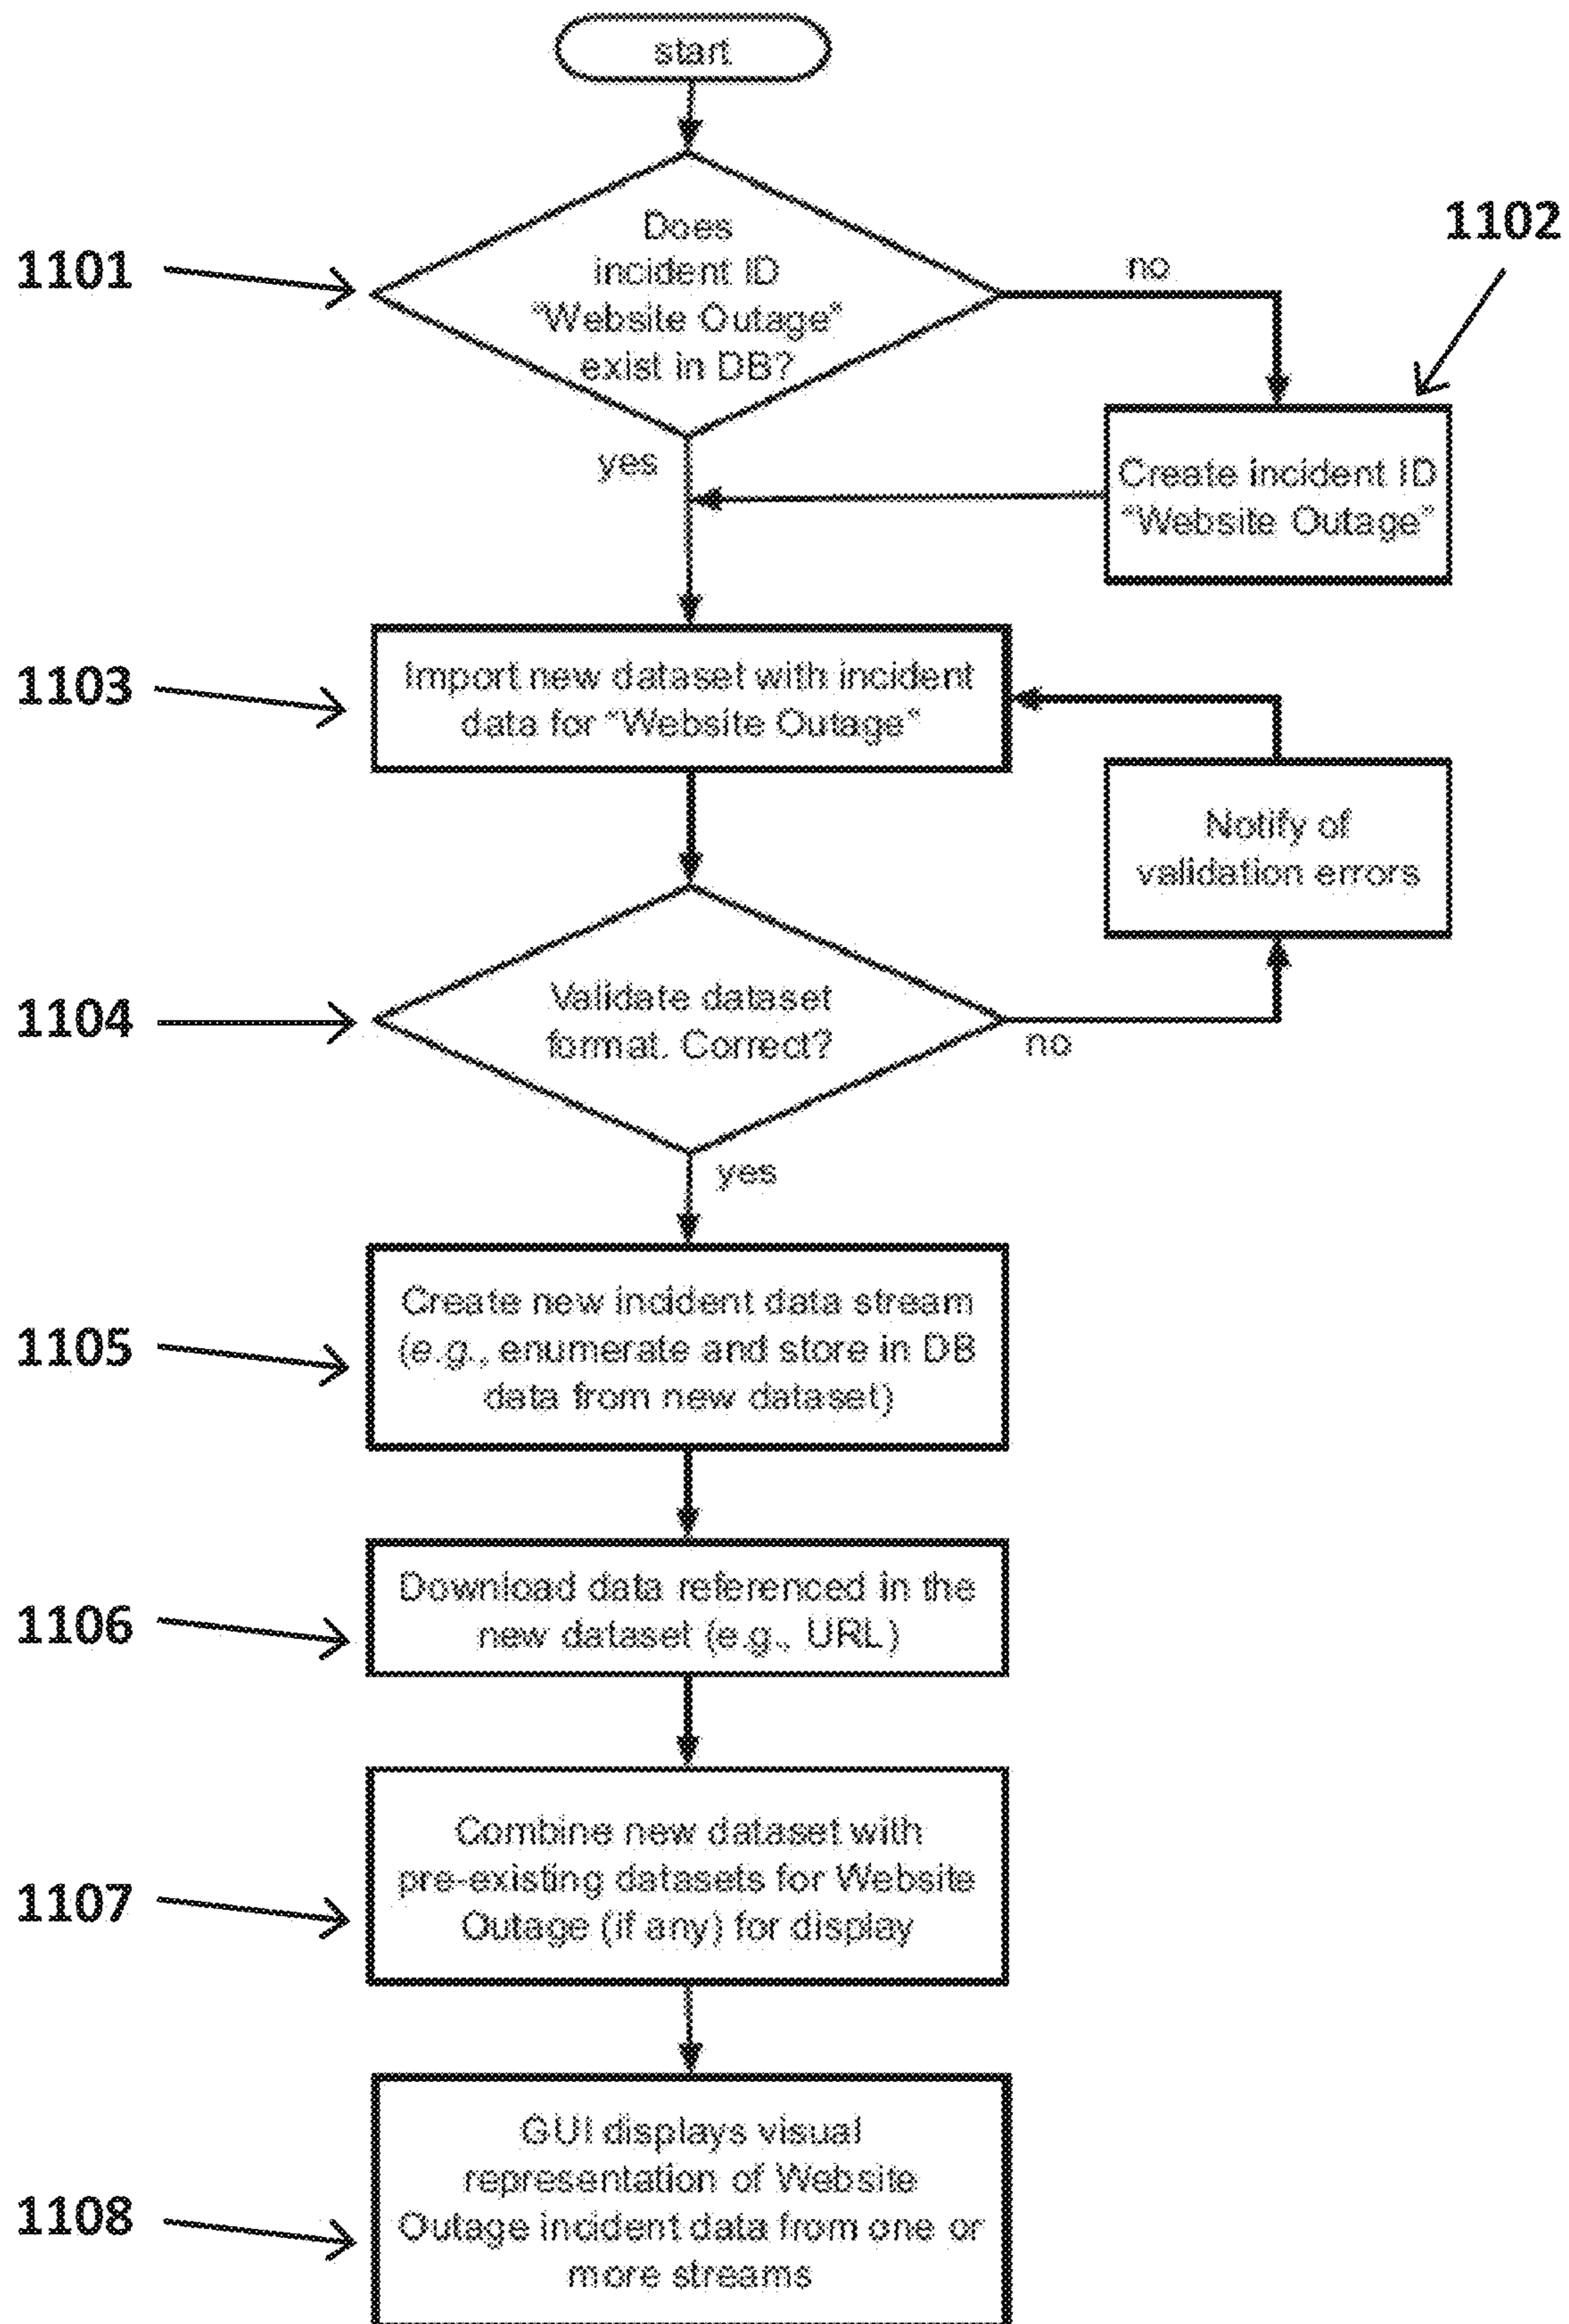 start
1101
Does
incident ID
"Website Outage"
exist in DB?
no
1102
yes
Create incident ID
"Website Outage"
1103
Import new dataset with incident
data for "Website Outage"
Notify of
validation errors
1104
Validate dataset
format. Correct?
no
yes
1105
Create new incident data stream
(e.g., enumerate and store in DB
data from new dataset)
1106
Download data referenced in the
new dataset (e.g., URL)
1107
Combine new dataset with
pre-existing datasets for Website
Outage (if any) for display
1108
GUI displays visual
representation of Website
Outage incident data from one or
more streams